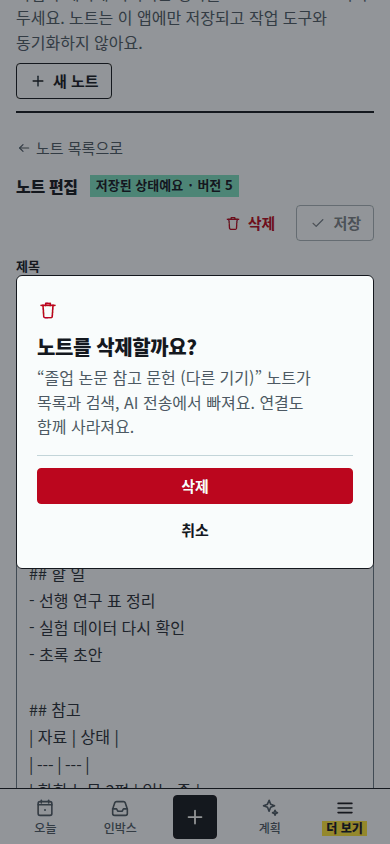 두세요. 노트는 이 앱에만 저장되고 작업 도구와
동기화하지 않아요.
+ 새 노트
← 노트 목록으로
노트 편집 저장된 상태예요 · 버전 5
삭제 저장
제목
노트를 삭제할까요?
“졸업 논문 참고 문헌 (다른 기기)” 노트가
목록과 검색, AI 전송에서 빠져요. 연결도
함께 사라져요.
삭제
취소
## 할 일
- 선행 연구 표 정리
- 실험 데이터 다시 확인
- 초록 초안
## 참고
| 자료 | 상태 |
| --- | --- |
오늘 인박스 계획 더 보기